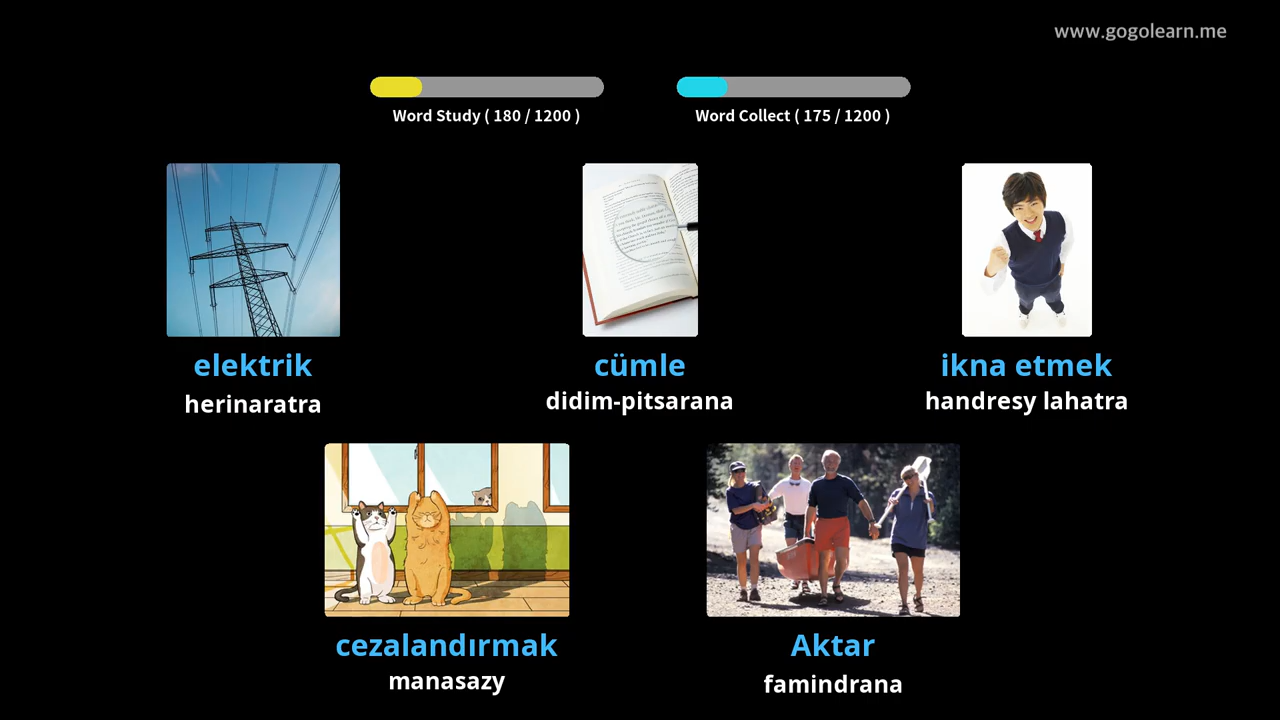 www.gogolearn.me
Word Study ( 180 / 1200 )
Word Collect ( 175 / 1200 )
elektrik
herinaratra
cümle
didim-pitsarana
ikna etmek
handresy lahatra
cezalandırmak
manasazy
Aktar
famindrana